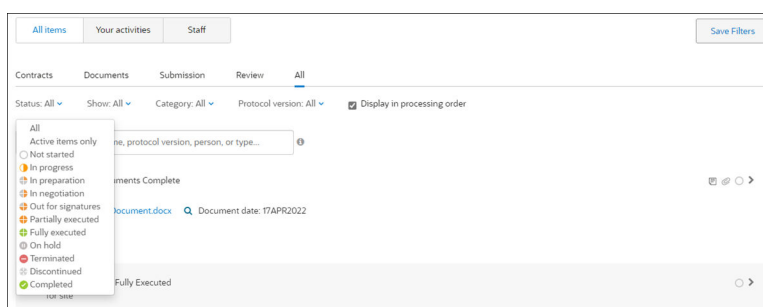 All items Your activities Staff Save Filters
Contracts Documents Submission Review All
Status: All Show: All Category: All Protocol version: All Display in processing order
All
Active items only
me, protocol version, person, or type...
Not started
In progress
In preparation
uments Complete
In negotiation
Out for signatures
Document.docx Document date: 17APR2022
Partially executed
Fully executed
On hold
Terminated
Discontinued
Completed
Fully Executed
for site